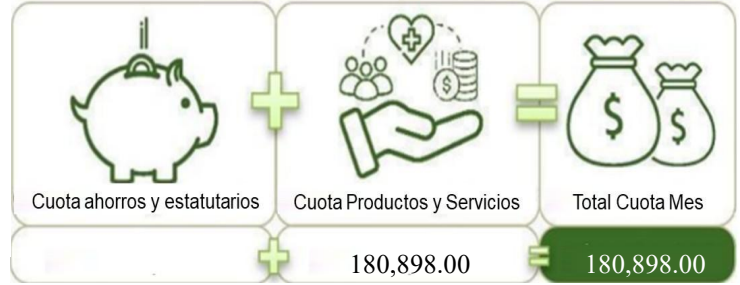 Cuota ahorros y estatutarios
Cuota Productos y Servicios
Total Cuota Mes
+
180,898.00
=
180,898.00